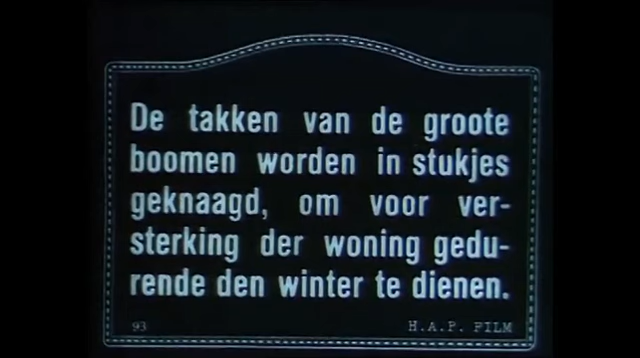 De takken van de groote
boomen worden in stukjes
geknaagd, om voor ver-
sterking der woning gedu-
rende den winter te dienen.
93 H.A.P. FILM